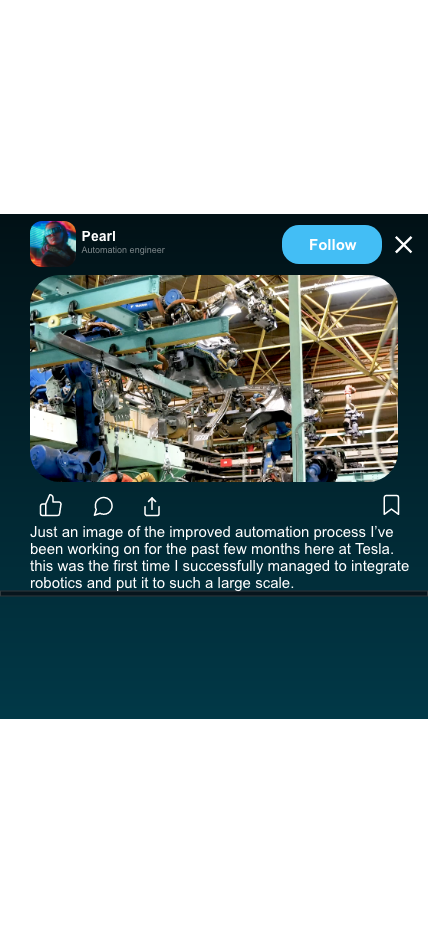 Pearl
Automation engineer
Follow
Just an image of the improved automation process I've
been working on for the past few months here at Tesla.
this was the first time I successfully managed to integrate
robotics and put it to such a large scale.